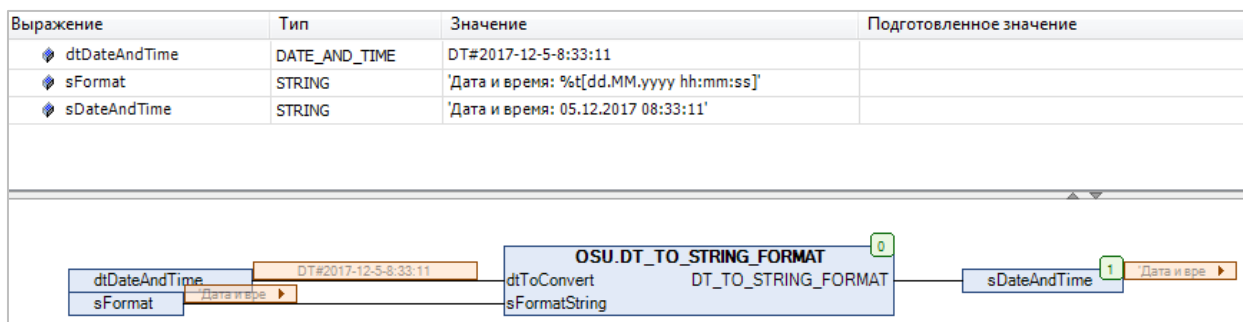 Выражение Тип Значение Подготовленное значение
dtDateAndTime DATE_AND_TIME DT#2017-12-5-8:33:11
sFormat STRING 'Дата и время: %t[dd.MM.yyyy hh:mm:ss]'
sDateAndTime STRING 'Дата и время: 05.12.2017 08:33:11'
OSU.DT_TO_STRING_FORMAT 0
dtDateAndTime DT#2017-12-5-8:33:11 dtToConvert DT_TO_STRING_FORMAT sDateAndTime 1 'Дата и вре
sFormat 'Дата и вре sFormatString